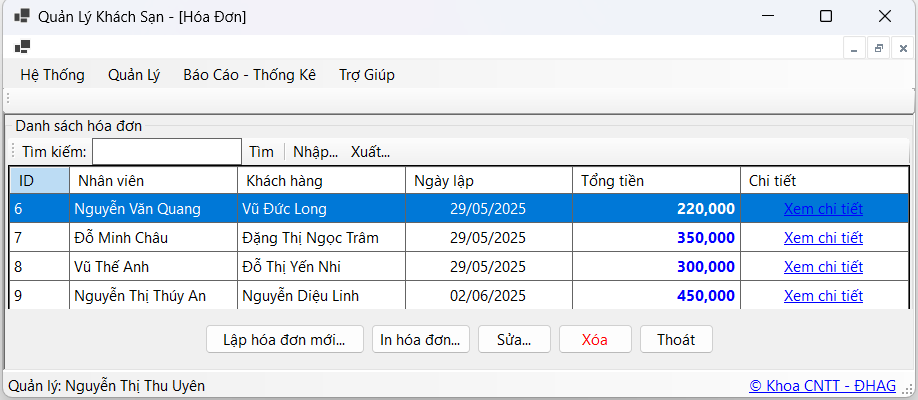 Quản Lý Khách Sạn - [Hóa Đơn]
Hệ Thống Quản Lý Báo Cáo - Thống Kê Trợ Giúp
Danh sách hóa đơn
Tìm kiếm: Tìm Nhập... Xuất...
ID Nhân viên Khách hàng Ngày lập Tổng tiền Chi tiết
6 Nguyễn Văn Quang Vũ Đức Long 29/05/2025 220,000 Xem chi tiết
7 Đỗ Minh Châu Đặng Thị Ngọc Trâm 29/05/2025 350,000 Xem chi tiết
8 Vũ Thế Anh Đỗ Thị Yến Nhi 29/05/2025 300,000 Xem chi tiết
9 Nguyễn Thị Thúy An Nguyễn Diệu Linh 02/06/2025 450,000 Xem chi tiết
Lập hóa đơn mới... In hóa đơn... Sửa... Xóa Thoát
Quản lý: Nguyễn Thị Thu Uyên © Khoa CNTT - ĐHAG